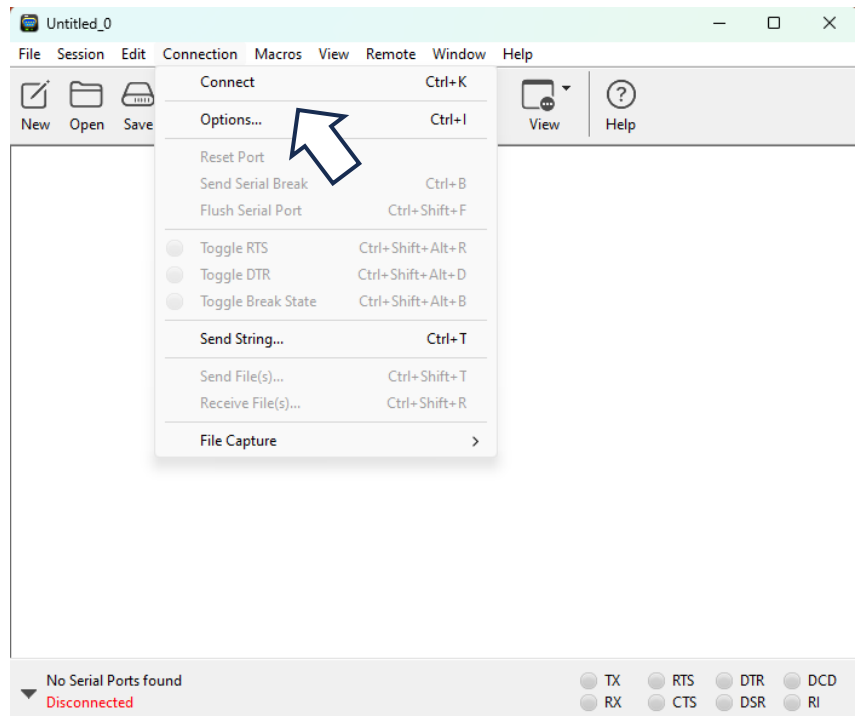 Untitled_0
File Session Edit Connection Macros View Remote Window Help
New Open Save View Help
Connect Ctrl+K
Options... Ctrl+I
Reset Port
Send Serial Break Ctrl+B
Flush Serial Port Ctrl+Shift+F
Toggle RTS Ctrl+Shift+Alt+R
Toggle DTR Ctrl+Shift+Alt+D
Toggle Break State Ctrl+Shift+Alt+B
Send String... Ctrl+T
Send File(s)... Ctrl+Shift+T
Receive File(s)... Ctrl+Shift+R
File Capture
No Serial Ports found
Disconnected
TX RTS DTR DCD
RX CTS DSR RI